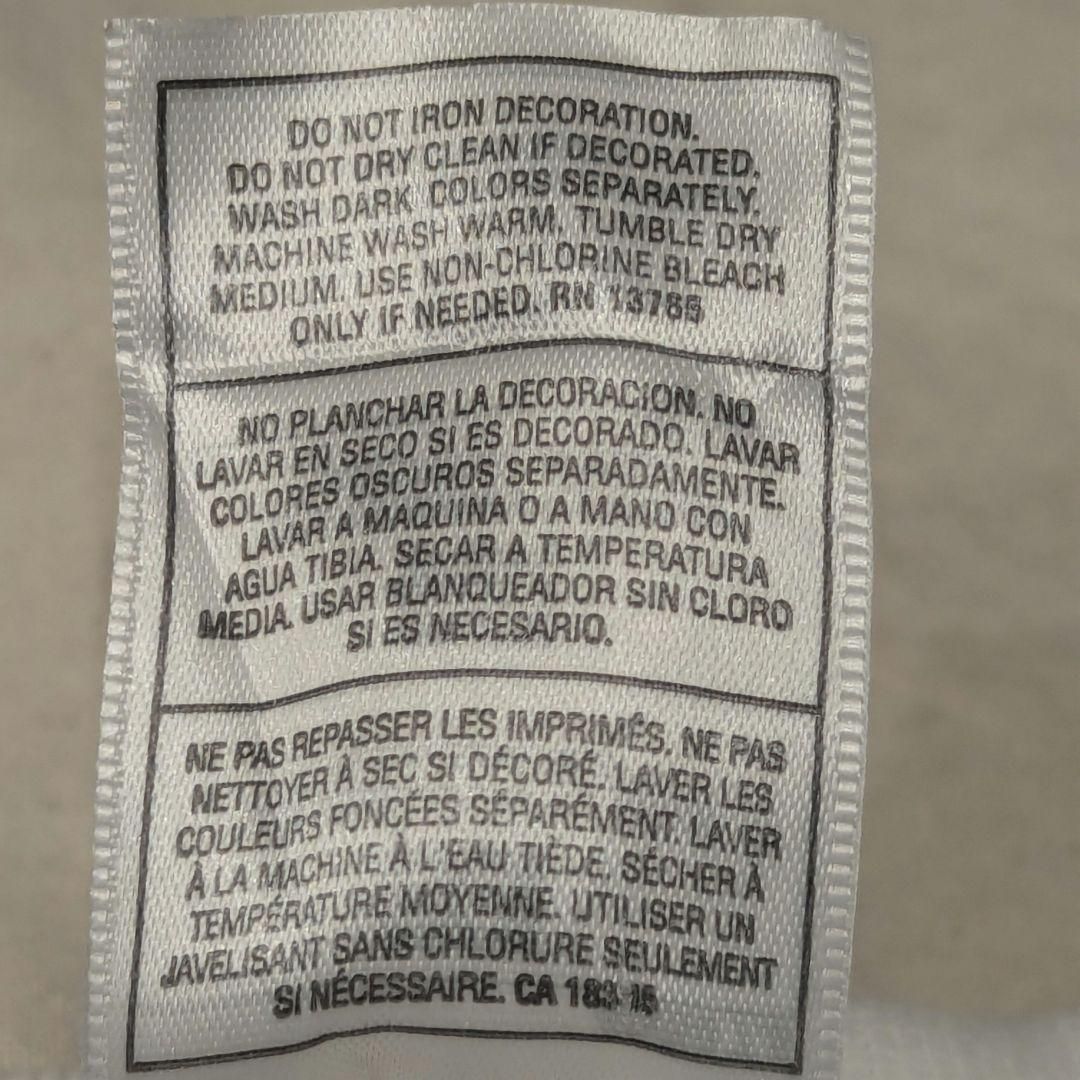 DO NOT IRON DECORATION.
DO NOT DRY CLEAN IF DECORATED.
WASH DARK COLORS SEPARATELY.
MACHINE WASH WARM. TUMBLE DRY
MEDIUM. USE NON-CHLORINE BLEACH
ONLY IF NEEDED. RN 13765
NO PLANCHAR LA DECORACION. NO
LAVAR EN SECO SI ES DECORADO. LAVAR
COLORES OSCUROS SEPARADAMENTE.
LAVAR A MAQUINA O A MANO CON
AGUA TIBIA. SECAR A TEMPERATURA
MEDIA. USAR BLANQUEADOR SIN CLORO
SI ES NECESARIO.
NE PAS REPASSER LES IMPRIMÉS. NE PAS
NETTOYER À SEC SI DÉCORÉ. LAVER LES
COULEURS FONCÉES SÉPARÉMENT. LAVER
À LA MACHINE À L'EAU TIÈDE. SÉCHER À
TEMPÉRATURE MOYENNE. UTILISER UN
JAVELISANT SANS CHLORURE SEULEMENT
SI NÉCESSAIRE. CA